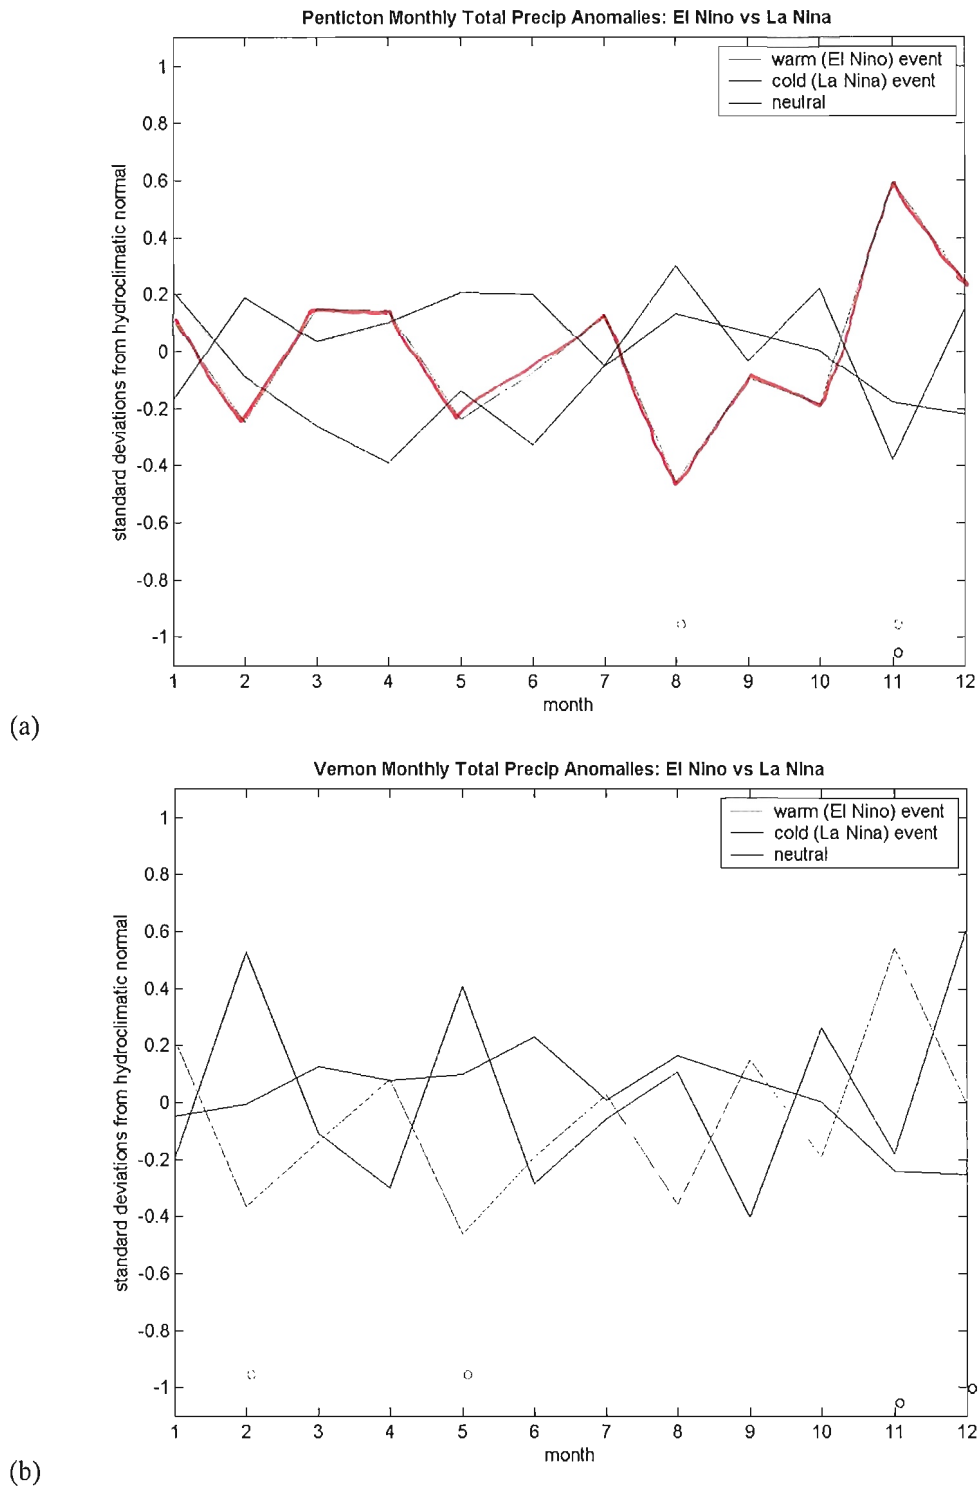 Penticton Monthly Total Precip Anomalies: El Nino vs La Nina
warm (El Nino) event
cold (La Nina) event
neutral
standard deviations from hydroclimatic normal
1
0.8
0.6
0.4
0.2
0
-0.2
-0.4
-0.6
-0.8
-1
1 2 3 4 5 6 7 8 9 10 11 12
month
(a)
Vernon Monthly Total Precip Anomalies: El Nino vs La Nina
warm (El Nino) event
cold (La Nina) event
neutral
standard deviations from hydroclimatic normal
1
0.8
0.6
0.4
0.2
0
-0.2
-0.4
-0.6
-0.8
-1
1 2 3 4 5 6 7 8 9 10 11 12
month
(b)